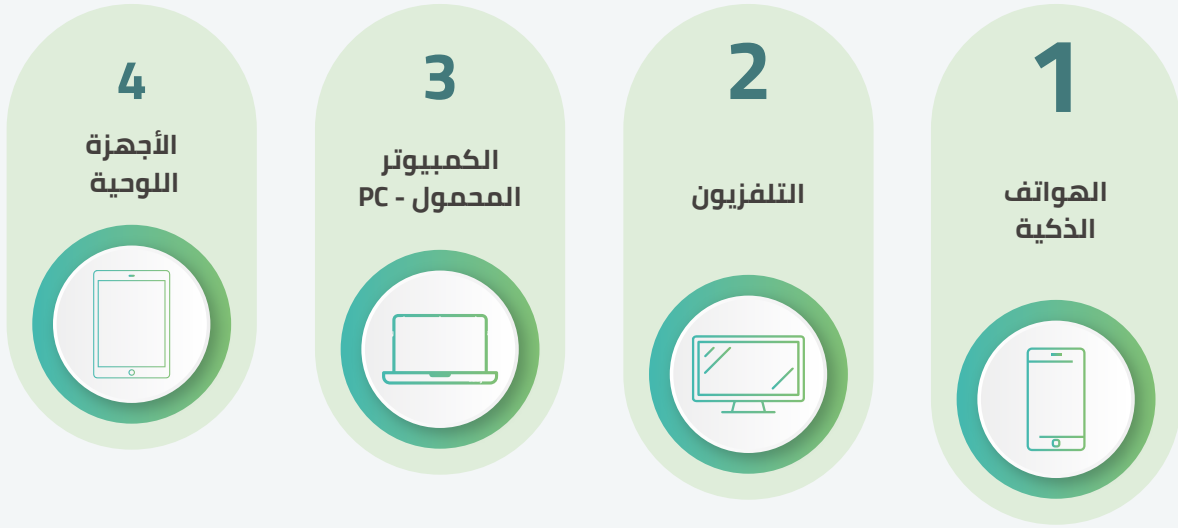 1
الهواتف
الذكية
2
التلفزيون
3
الكمبيوتر
المحمول - PC
4
الأجهزة
اللوحية